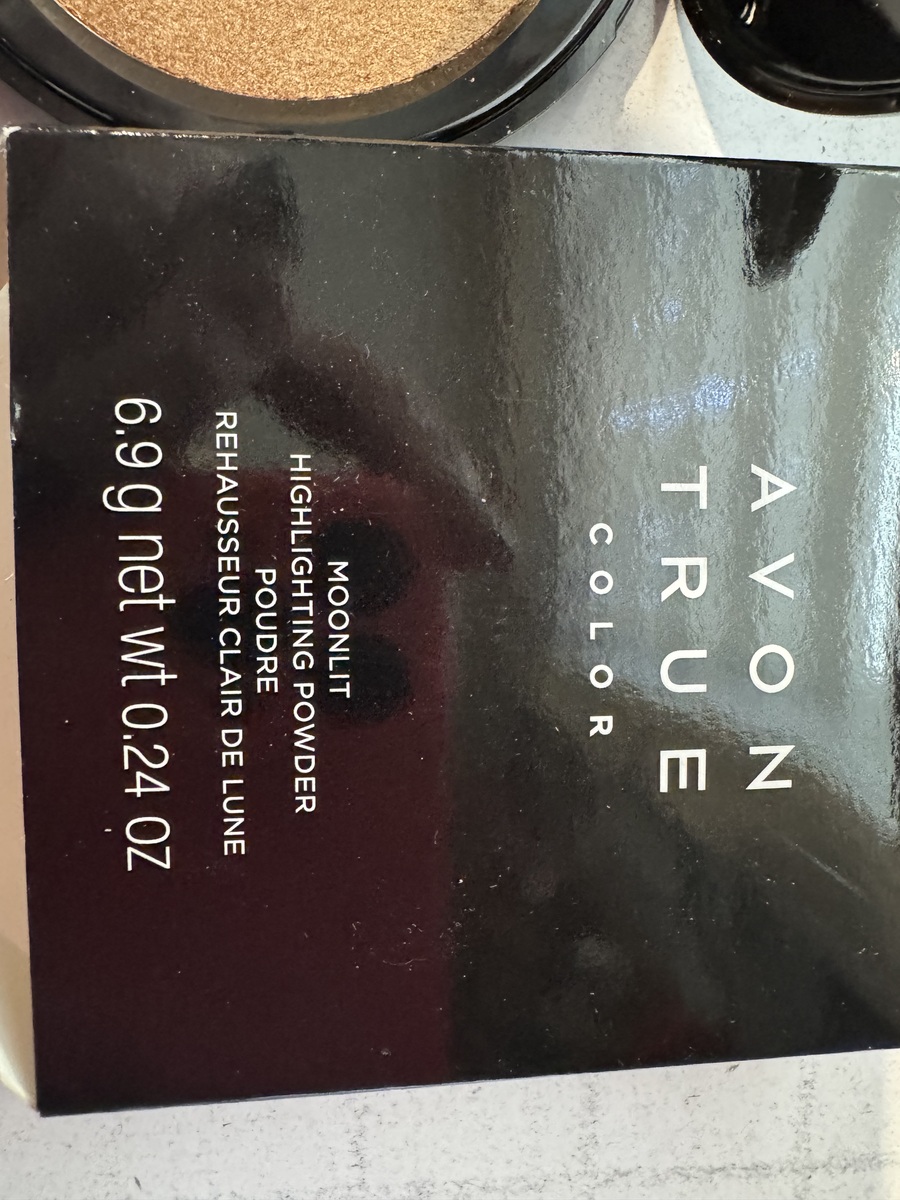 AVON
TRUE
COLOR
MOONLIT
HIGHLIGHTING POWDER
POUDRE
REHAUSSEUR CLAIR DE LUNE
6.9 g net wt 0.24 OZ